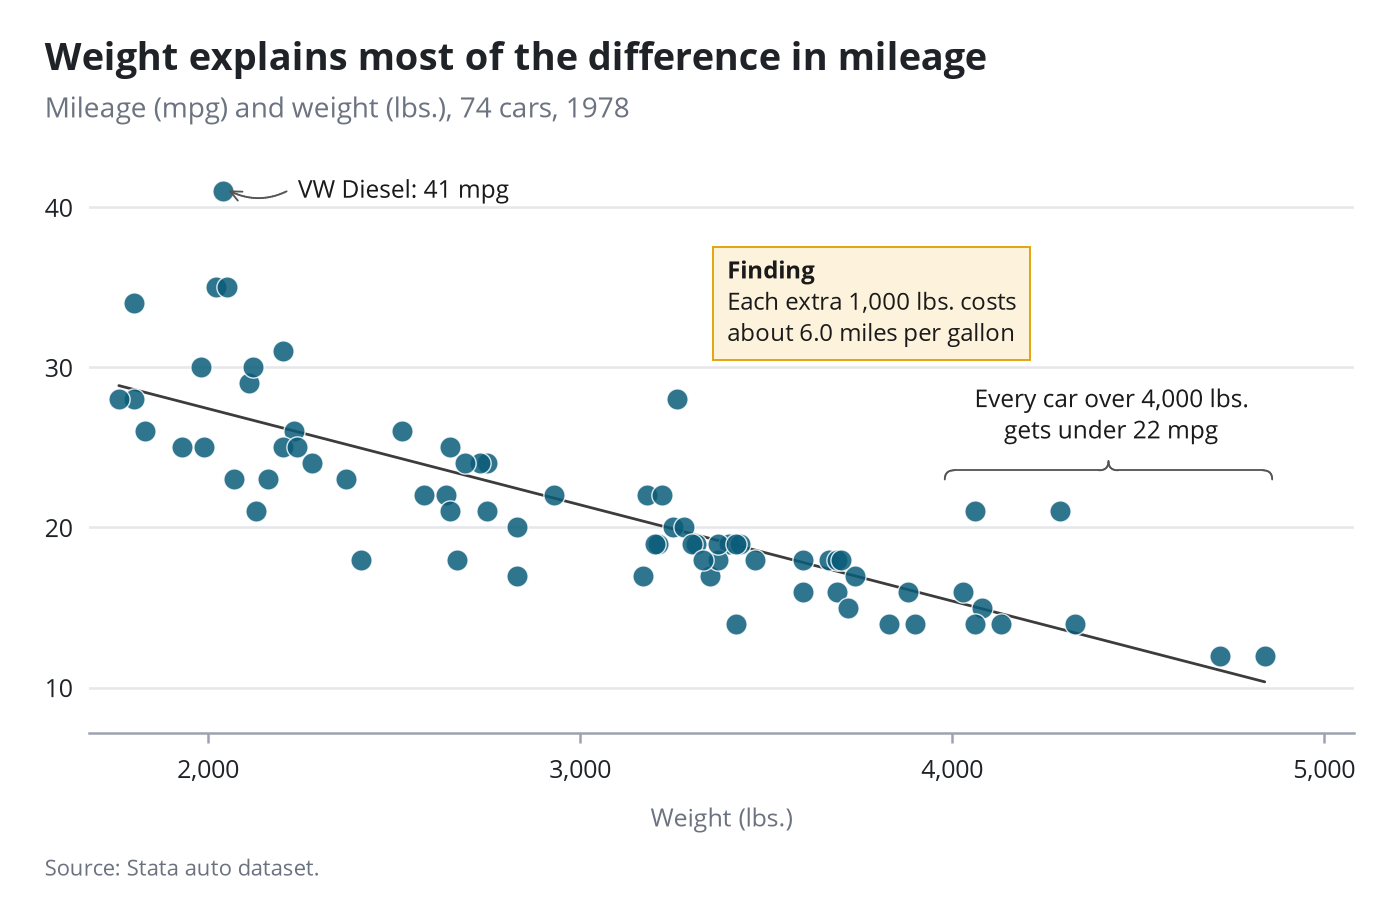 Weight explains most of the difference in mileage
Mileage (mpg) and weight (lbs.), 74 cars, 1978
VW Diesel: 41 mpg
40
Finding
Each extra 1,000 lbs. costs
about 6.0 miles per gallon
30
Every car over 4,000 lbs.
gets under 22 mpg
20
10
2,000 3,000 4,000 5,000
Weight (lbs.)
Source: Stata auto dataset.